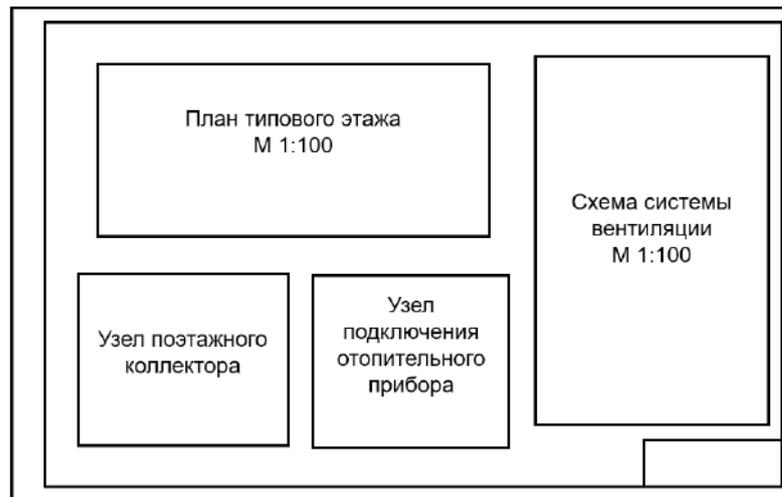 План типового этажа
М 1:100
Схема системы
вентиляции
М 1:100
Узел поэтажного
коллектора
Узел
подключения
отопительного
прибора